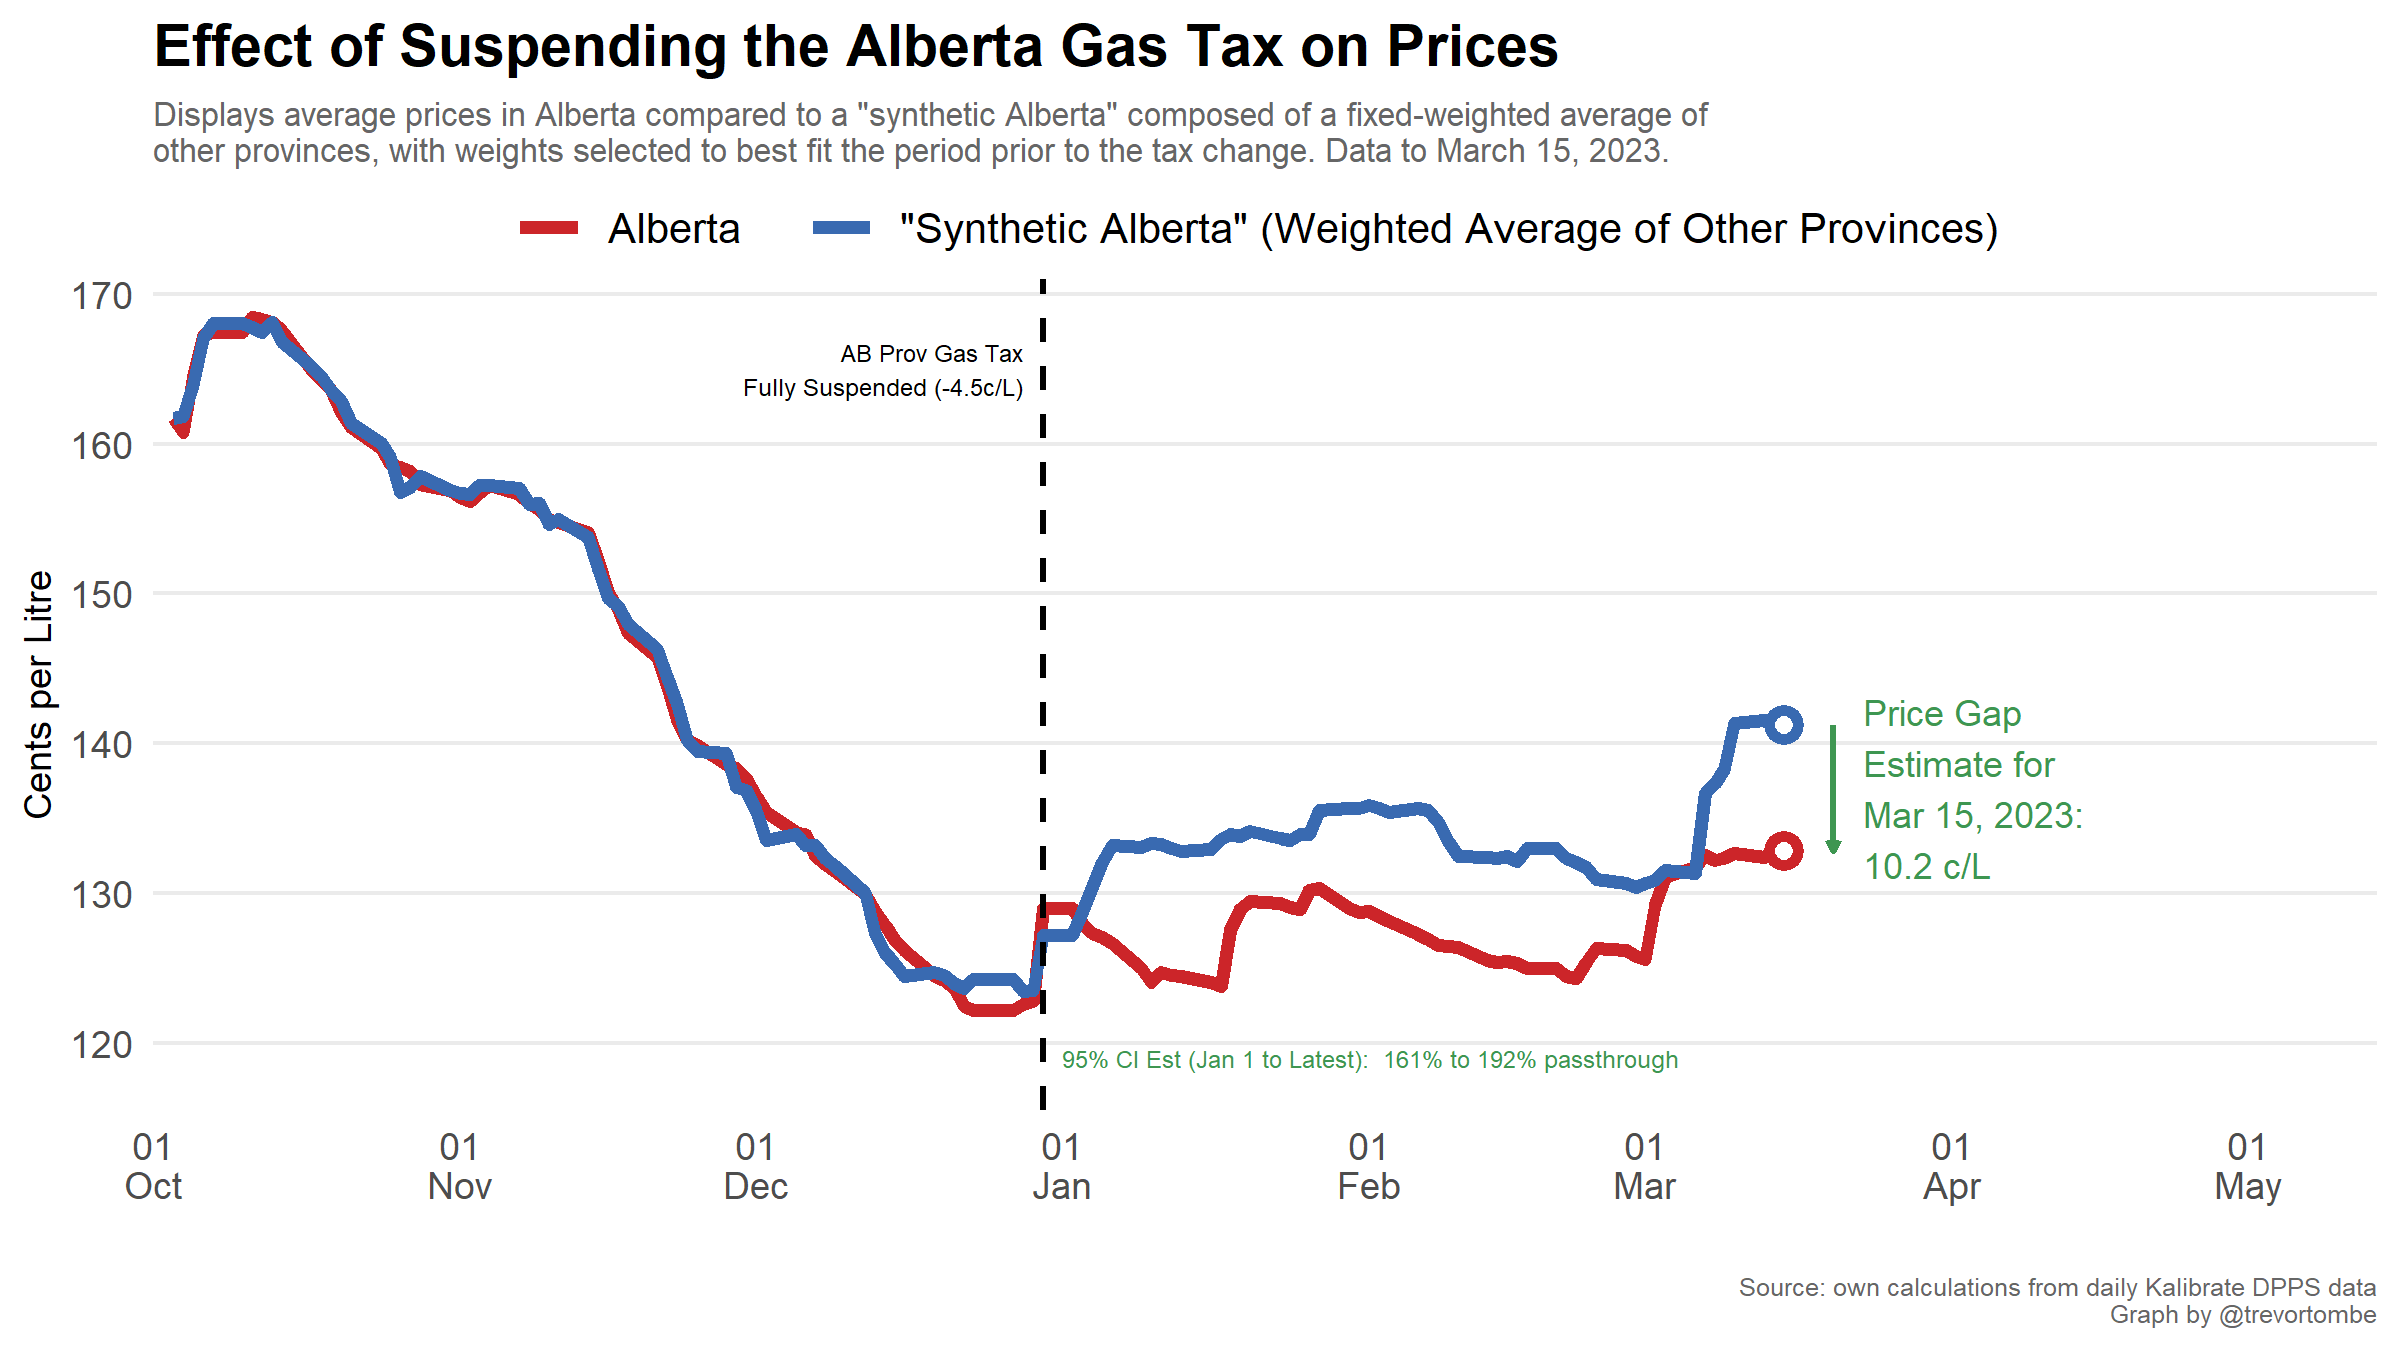 Effect of Suspending the Alberta Gas Tax on Prices
Displays average prices in Alberta compared to a "synthetic Alberta" composed of a fixed-weighted average of
other provinces, with weights selected to best fit the period prior to the tax change. Data to March 15, 2023.
Alberta
"Synthetic Alberta" (Weighted Average of Other Provinces)
Cents per Litre
170
160
150
140
130
120
AB Prov Gas Tax
Fully Suspended (-4.5c/L)
Price Gap
Estimate for
Mar 15, 2023:
10.2 c/L
95% CI Est (Jan 1 to Latest):  161% to 192% passthrough
01
Oct
01
Nov
01
Dec
01
Jan
01
Feb
01
Mar
01
Apr
01
May
Source: own calculations from daily Kalibrate DPPS data
Graph by @trevortombe